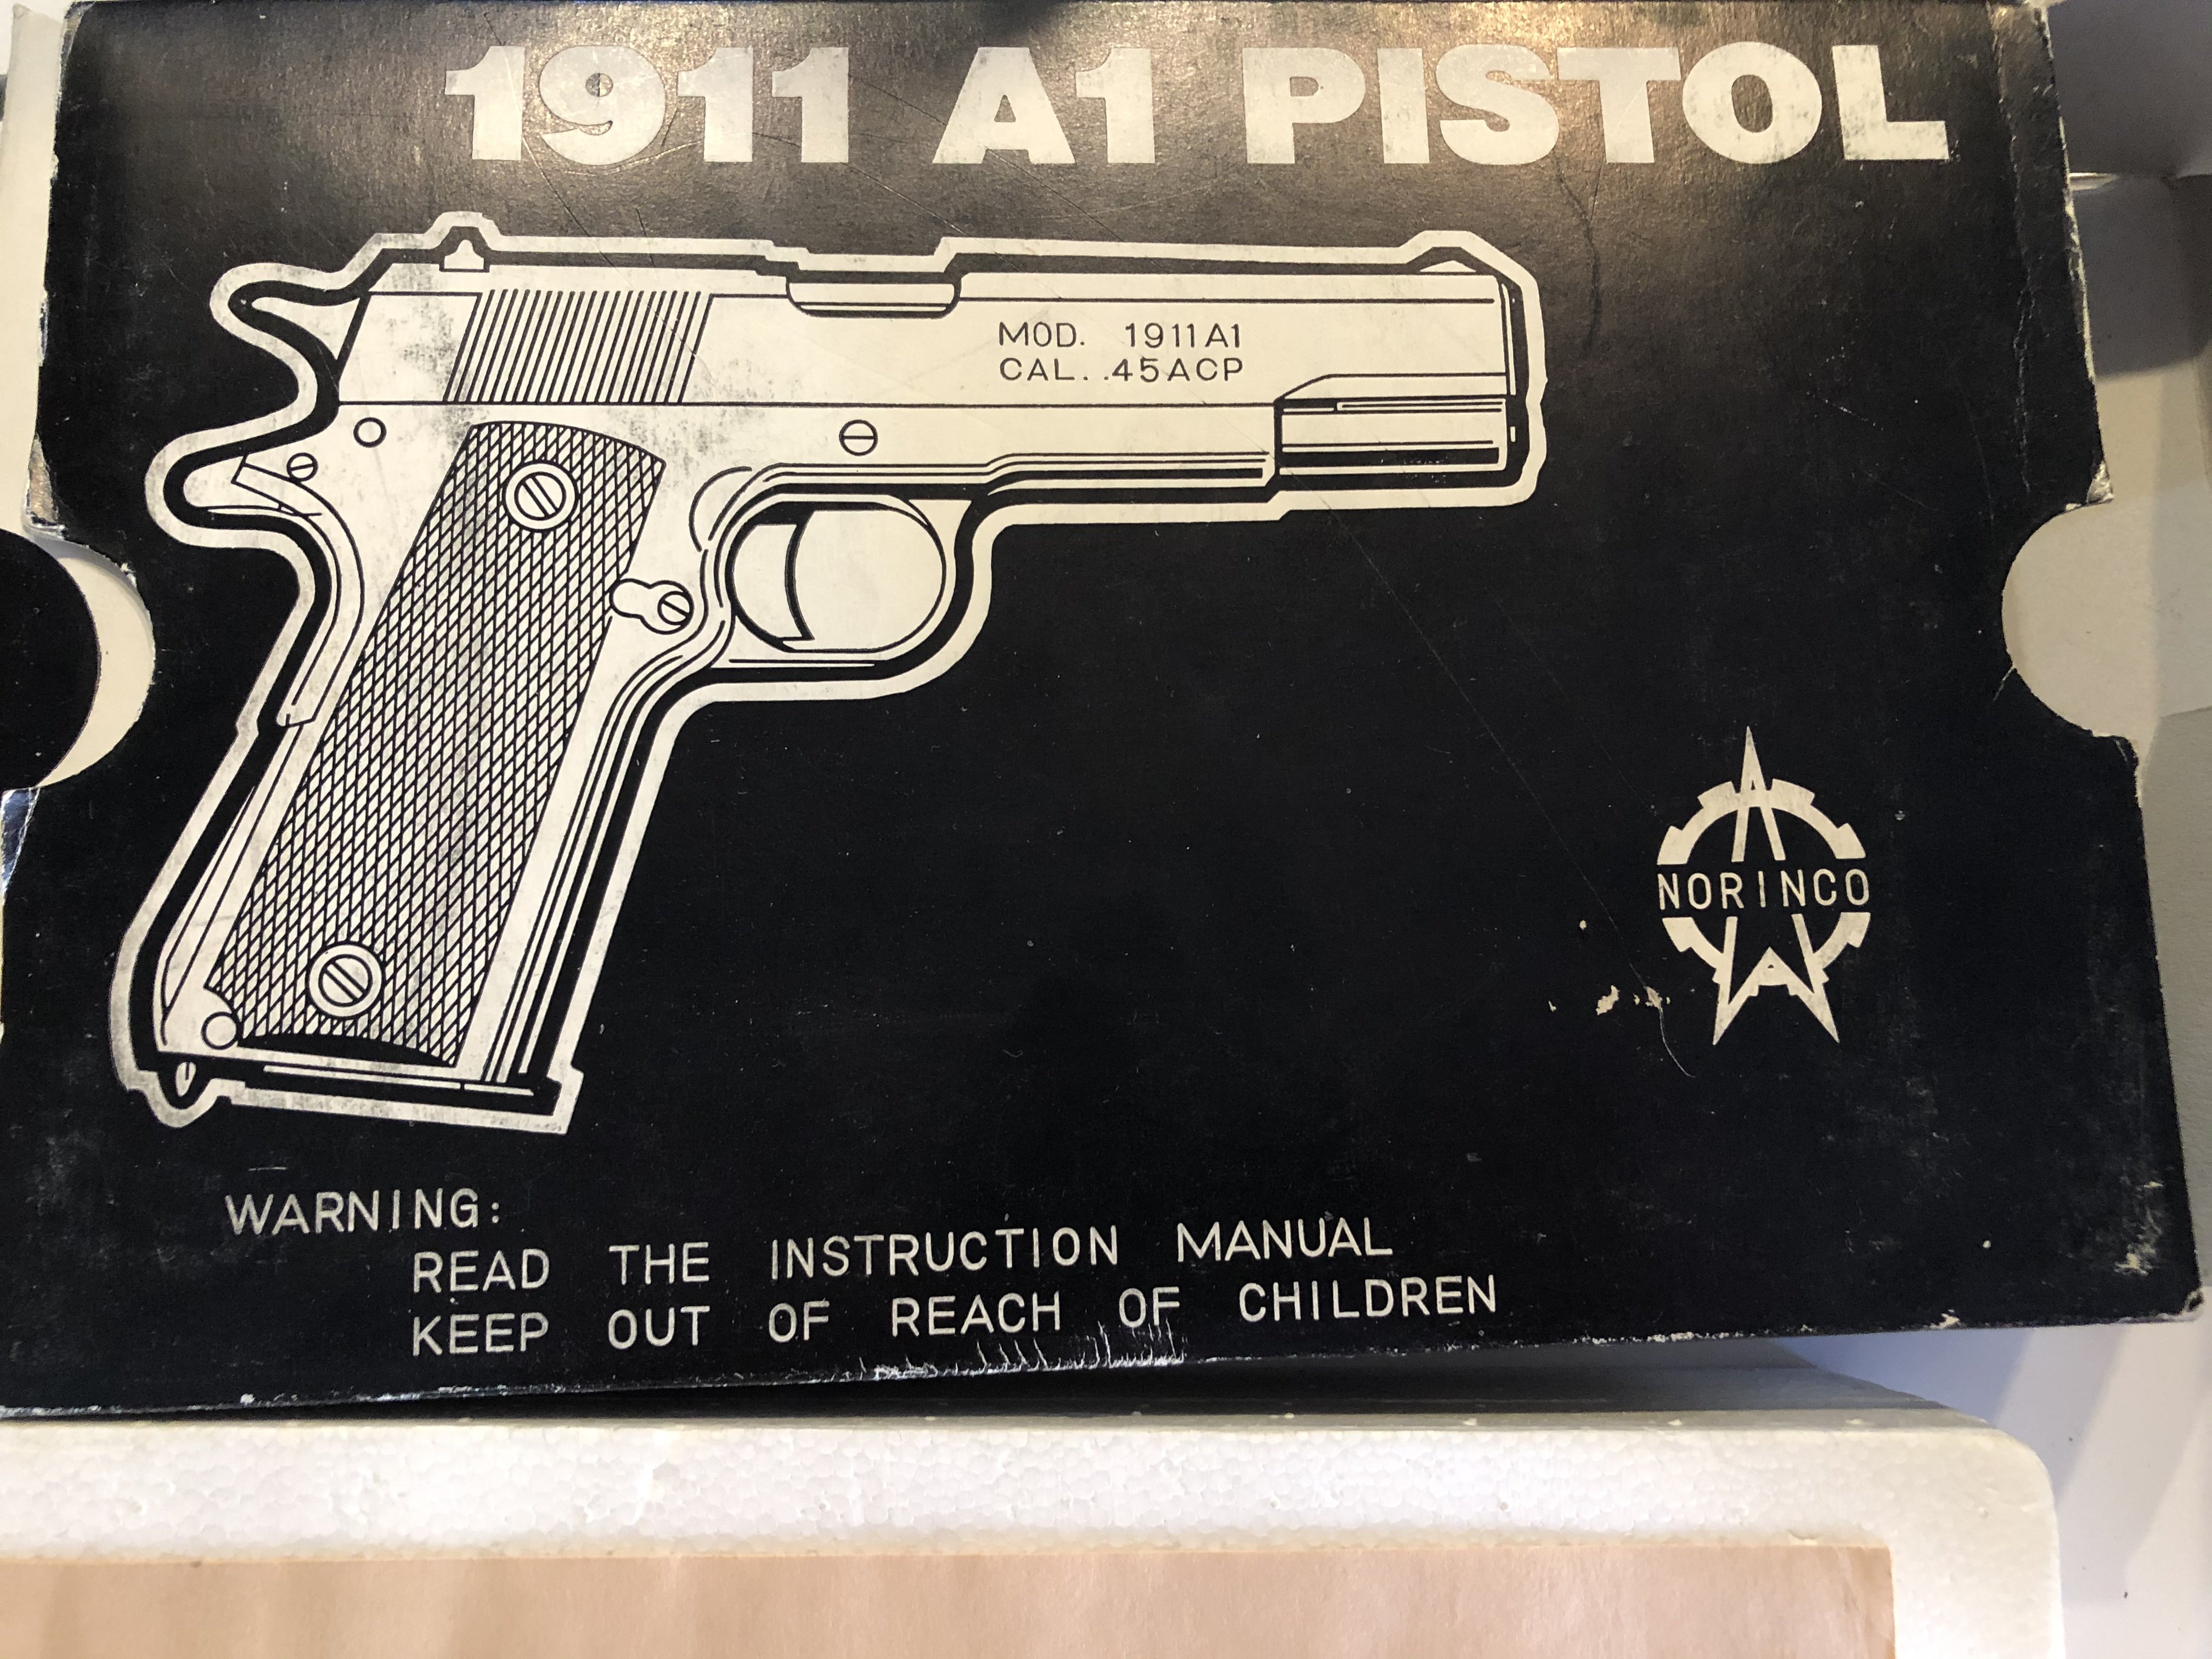 1911 A1 PISTOL
MOD. 1911A1
CAL. .45ACP
NORINCO
WARNING:
READ THE INSTRUCTION MANUAL
KEEP OUT OF REACH OF CHILDREN